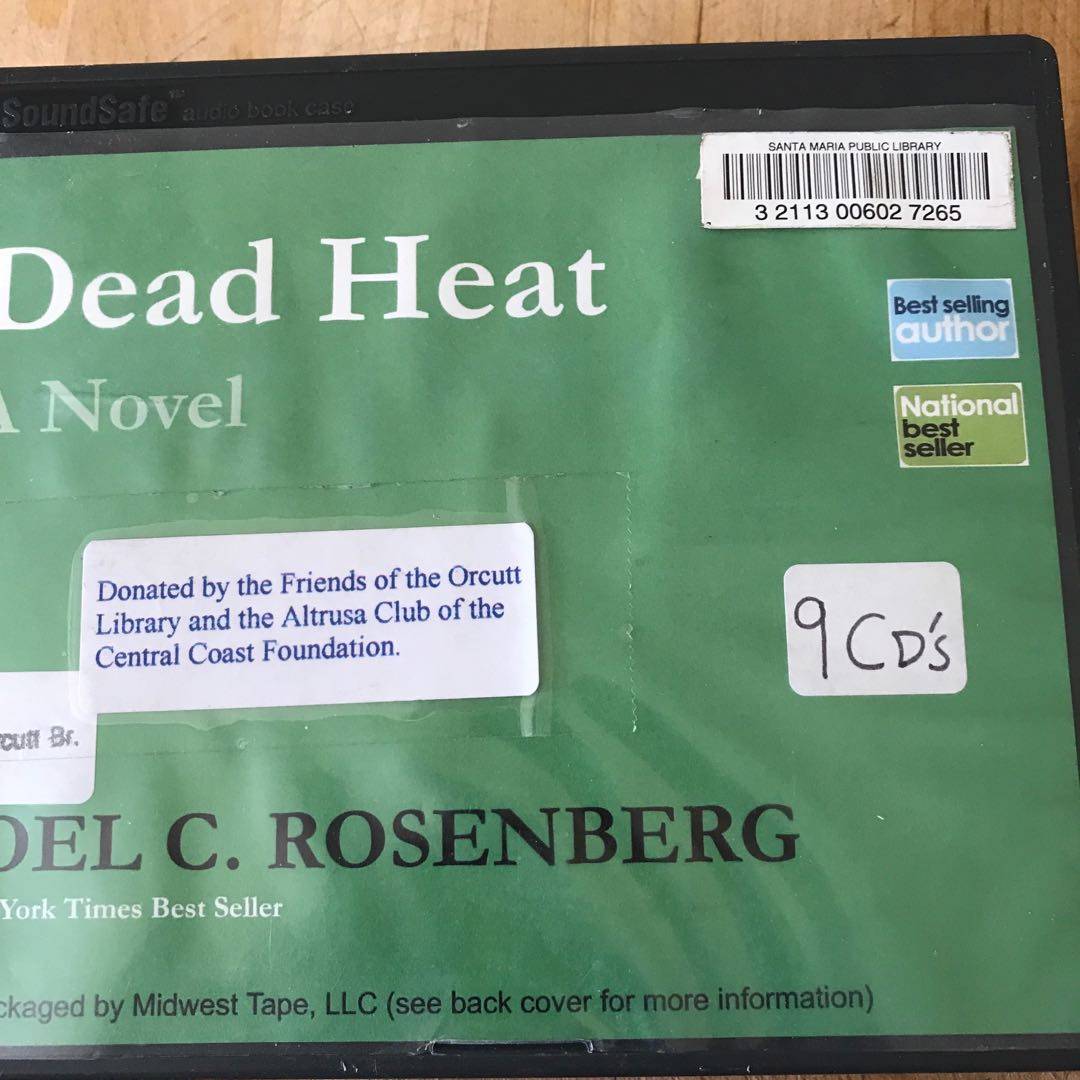 SoundSafe™ audio book case
SANTA MARIA PUBLIC LIBRARY
3 2113 00602 7265
Dead Heat
A Novel
Best selling
author
National
best
seller
Donated by the Friends of the Orcutt
Library and the Altrusa Club of the
Central Coast Foundation.
9 CD's
cutt Br.
OEL C. ROSENBERG
York Times Best Seller
ckaged by Midwest Tape, LLC (see back cover for more information)